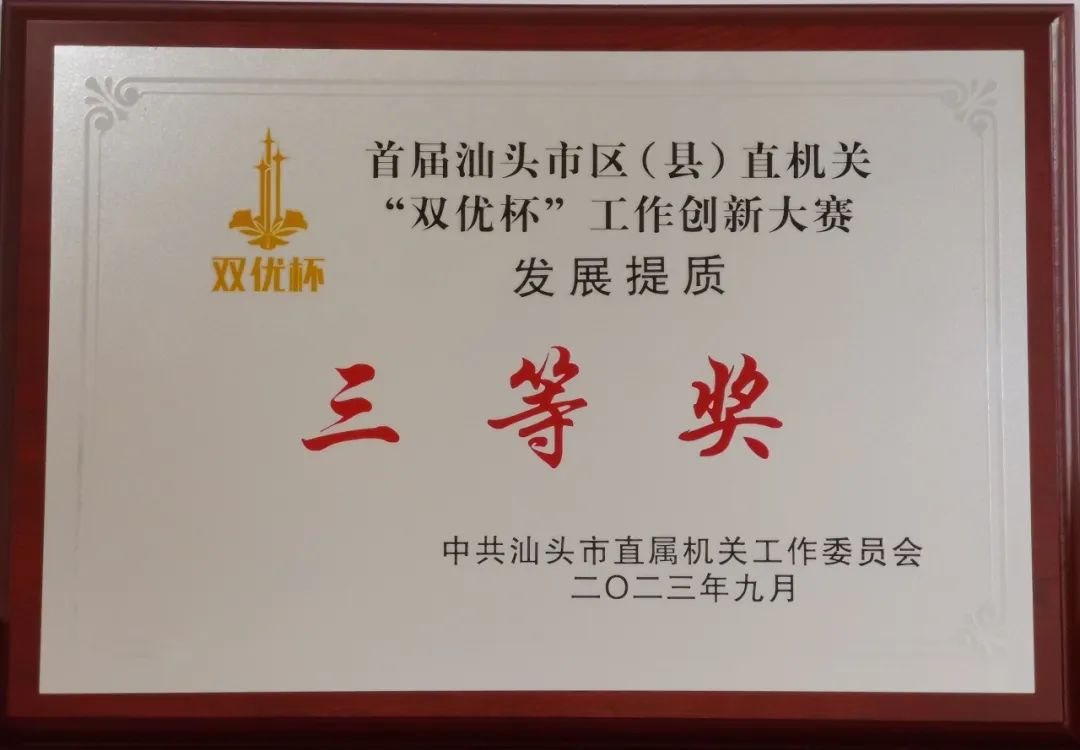 首届汕头市区（县）直机关
“双优杯”工作创新大赛
双优杯
发展提质
三等奖
中共汕头市直属机关工作委员会
二〇二三年九月